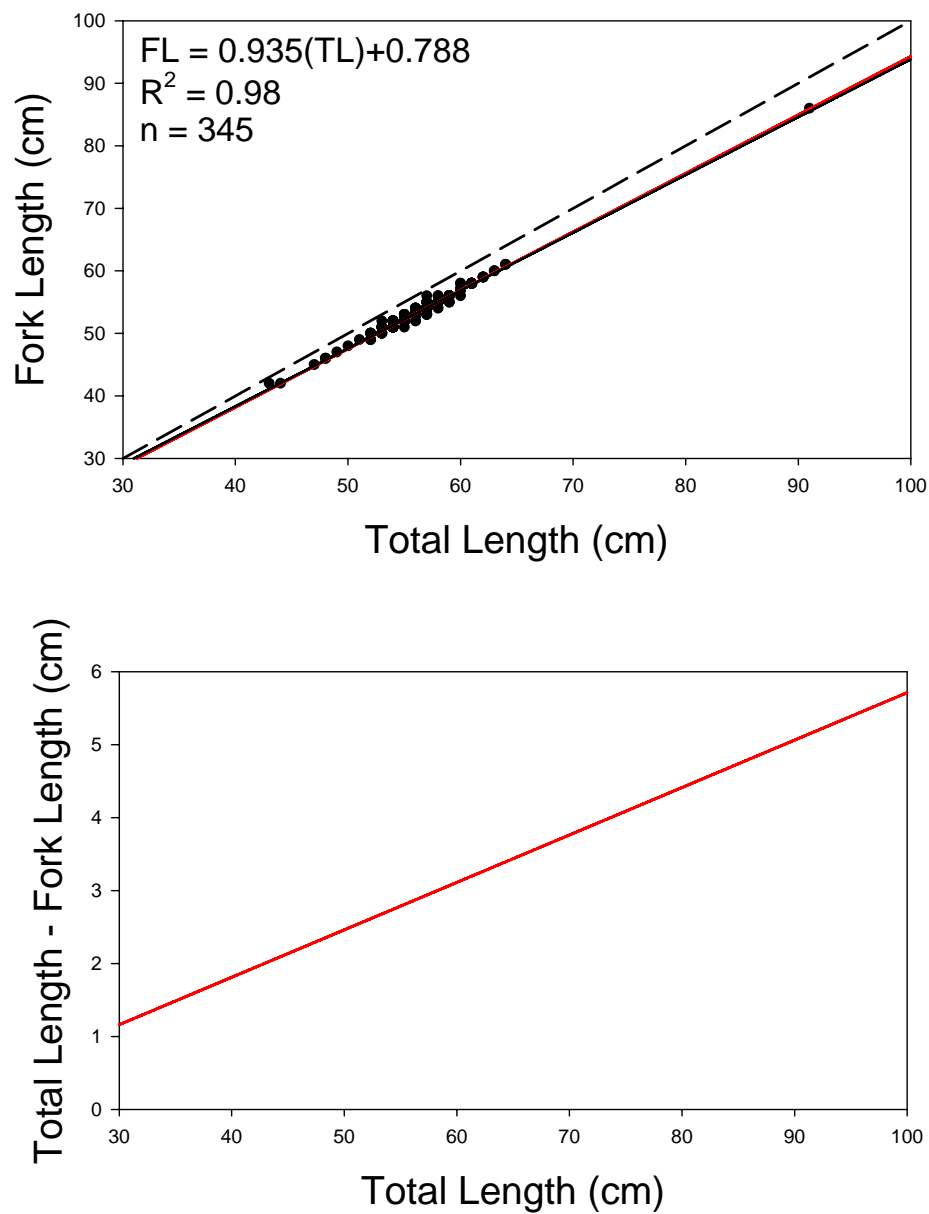 FL = 0.935(TL)+0.788
R² = 0.98
n = 345
Fork Length (cm)
100
90
80
70
60
50
40
30
30 40 50 60 70 80 90 100
Total Length (cm)
Total Length - Fork Length (cm)
6
5
4
3
2
1
0
30 40 50 60 70 80 90 100
Total Length (cm)